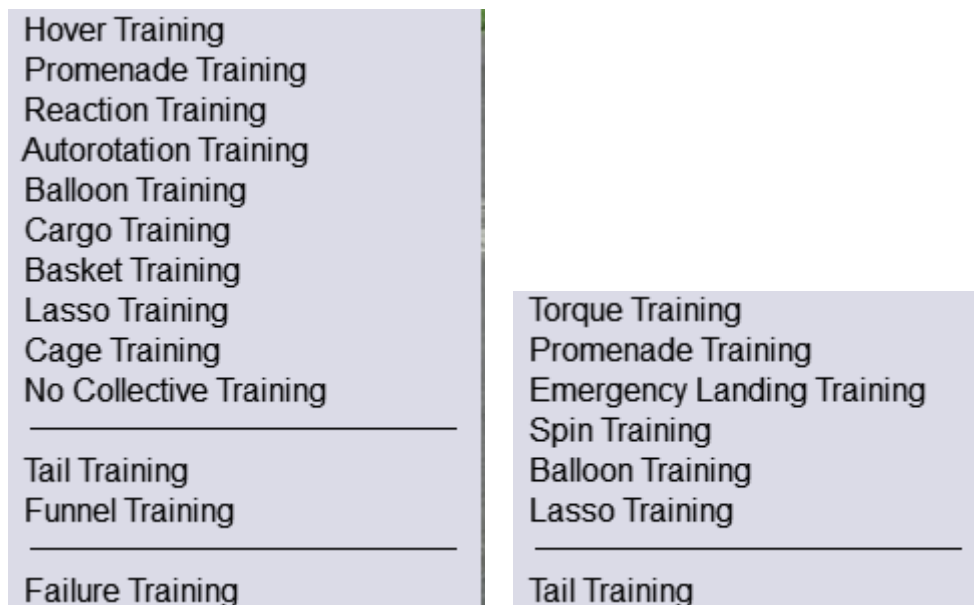 Hover Training
Promenade Training
Reaction Training
Autorotation Training
Balloon Training
Cargo Training
Basket Training
Lasso Training
Cage Training
No Collective Training
Tail Training
Funnel Training
Failure Training
Torque Training
Promenade Training
Emergency Landing Training
Spin Training
Balloon Training
Lasso Training
Tail Training